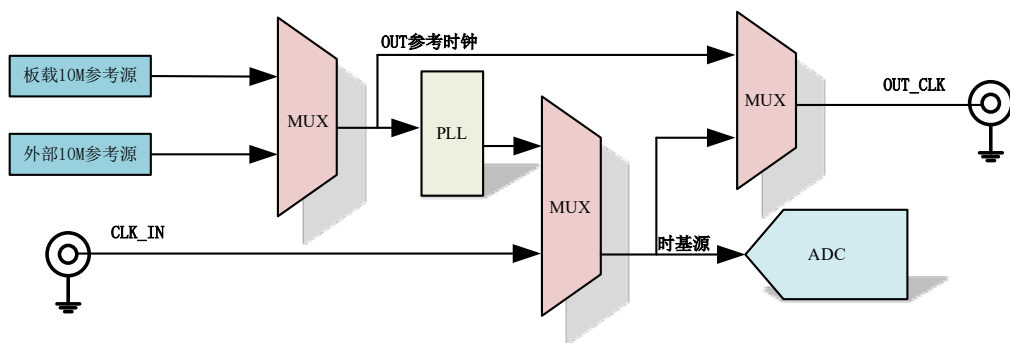 OUT参考时钟
板载10M参考源
MUX
MUX
OUT_CLK
PLL
外部10M参考源
MUX
CLK_IN
时基源
ADC